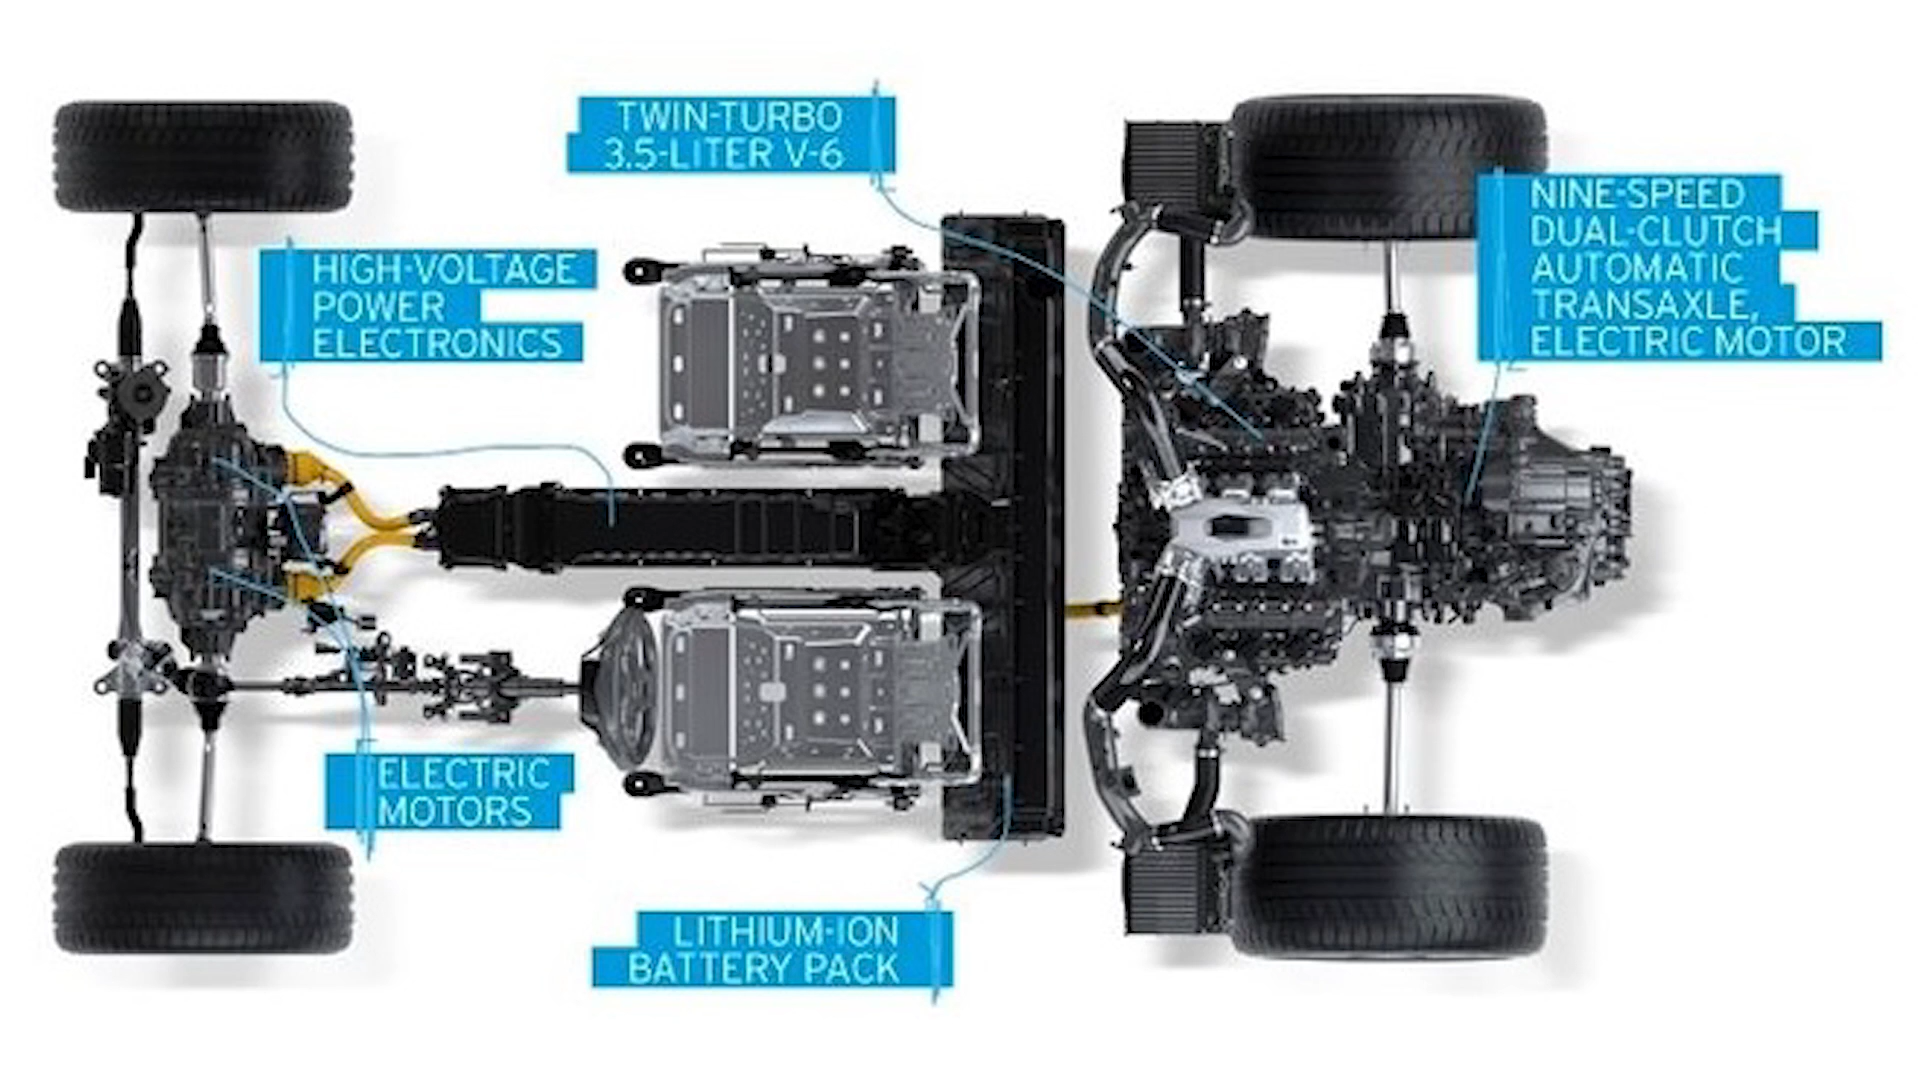 TWIN-TURBO
3.5-LITER V-6
NINE-SPEED
DUAL-CLUTCH
AUTOMATIC
TRANSAXLE,
ELECTRIC MOTOR
HIGH-VOLTAGE
POWER
ELECTRONICS
ELECTRIC
MOTORS
LITHIUM-ION
BATTERY PACK